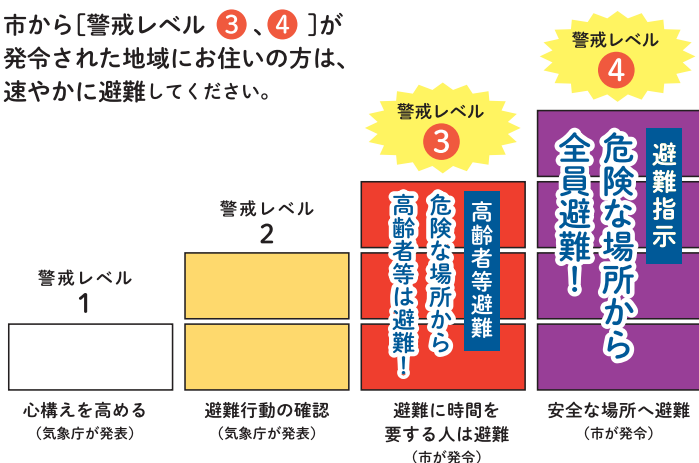 市から[警戒レベル 3、4 ]が
発令された地域にお住いの方は、
速やかに避難してください。
警戒レベル
1
心構えを高める
（気象庁が発表）
警戒レベル
2
避難行動の確認
（気象庁が発表）
警戒レベル
3
高齢者等避難
危険な場所から
高齢者等は避難！
避難に時間を
要する人は避難
（市が発令）
警戒レベル
4
避難指示
危険な場所から
全員避難！
安全な場所へ避難
（市が発令）